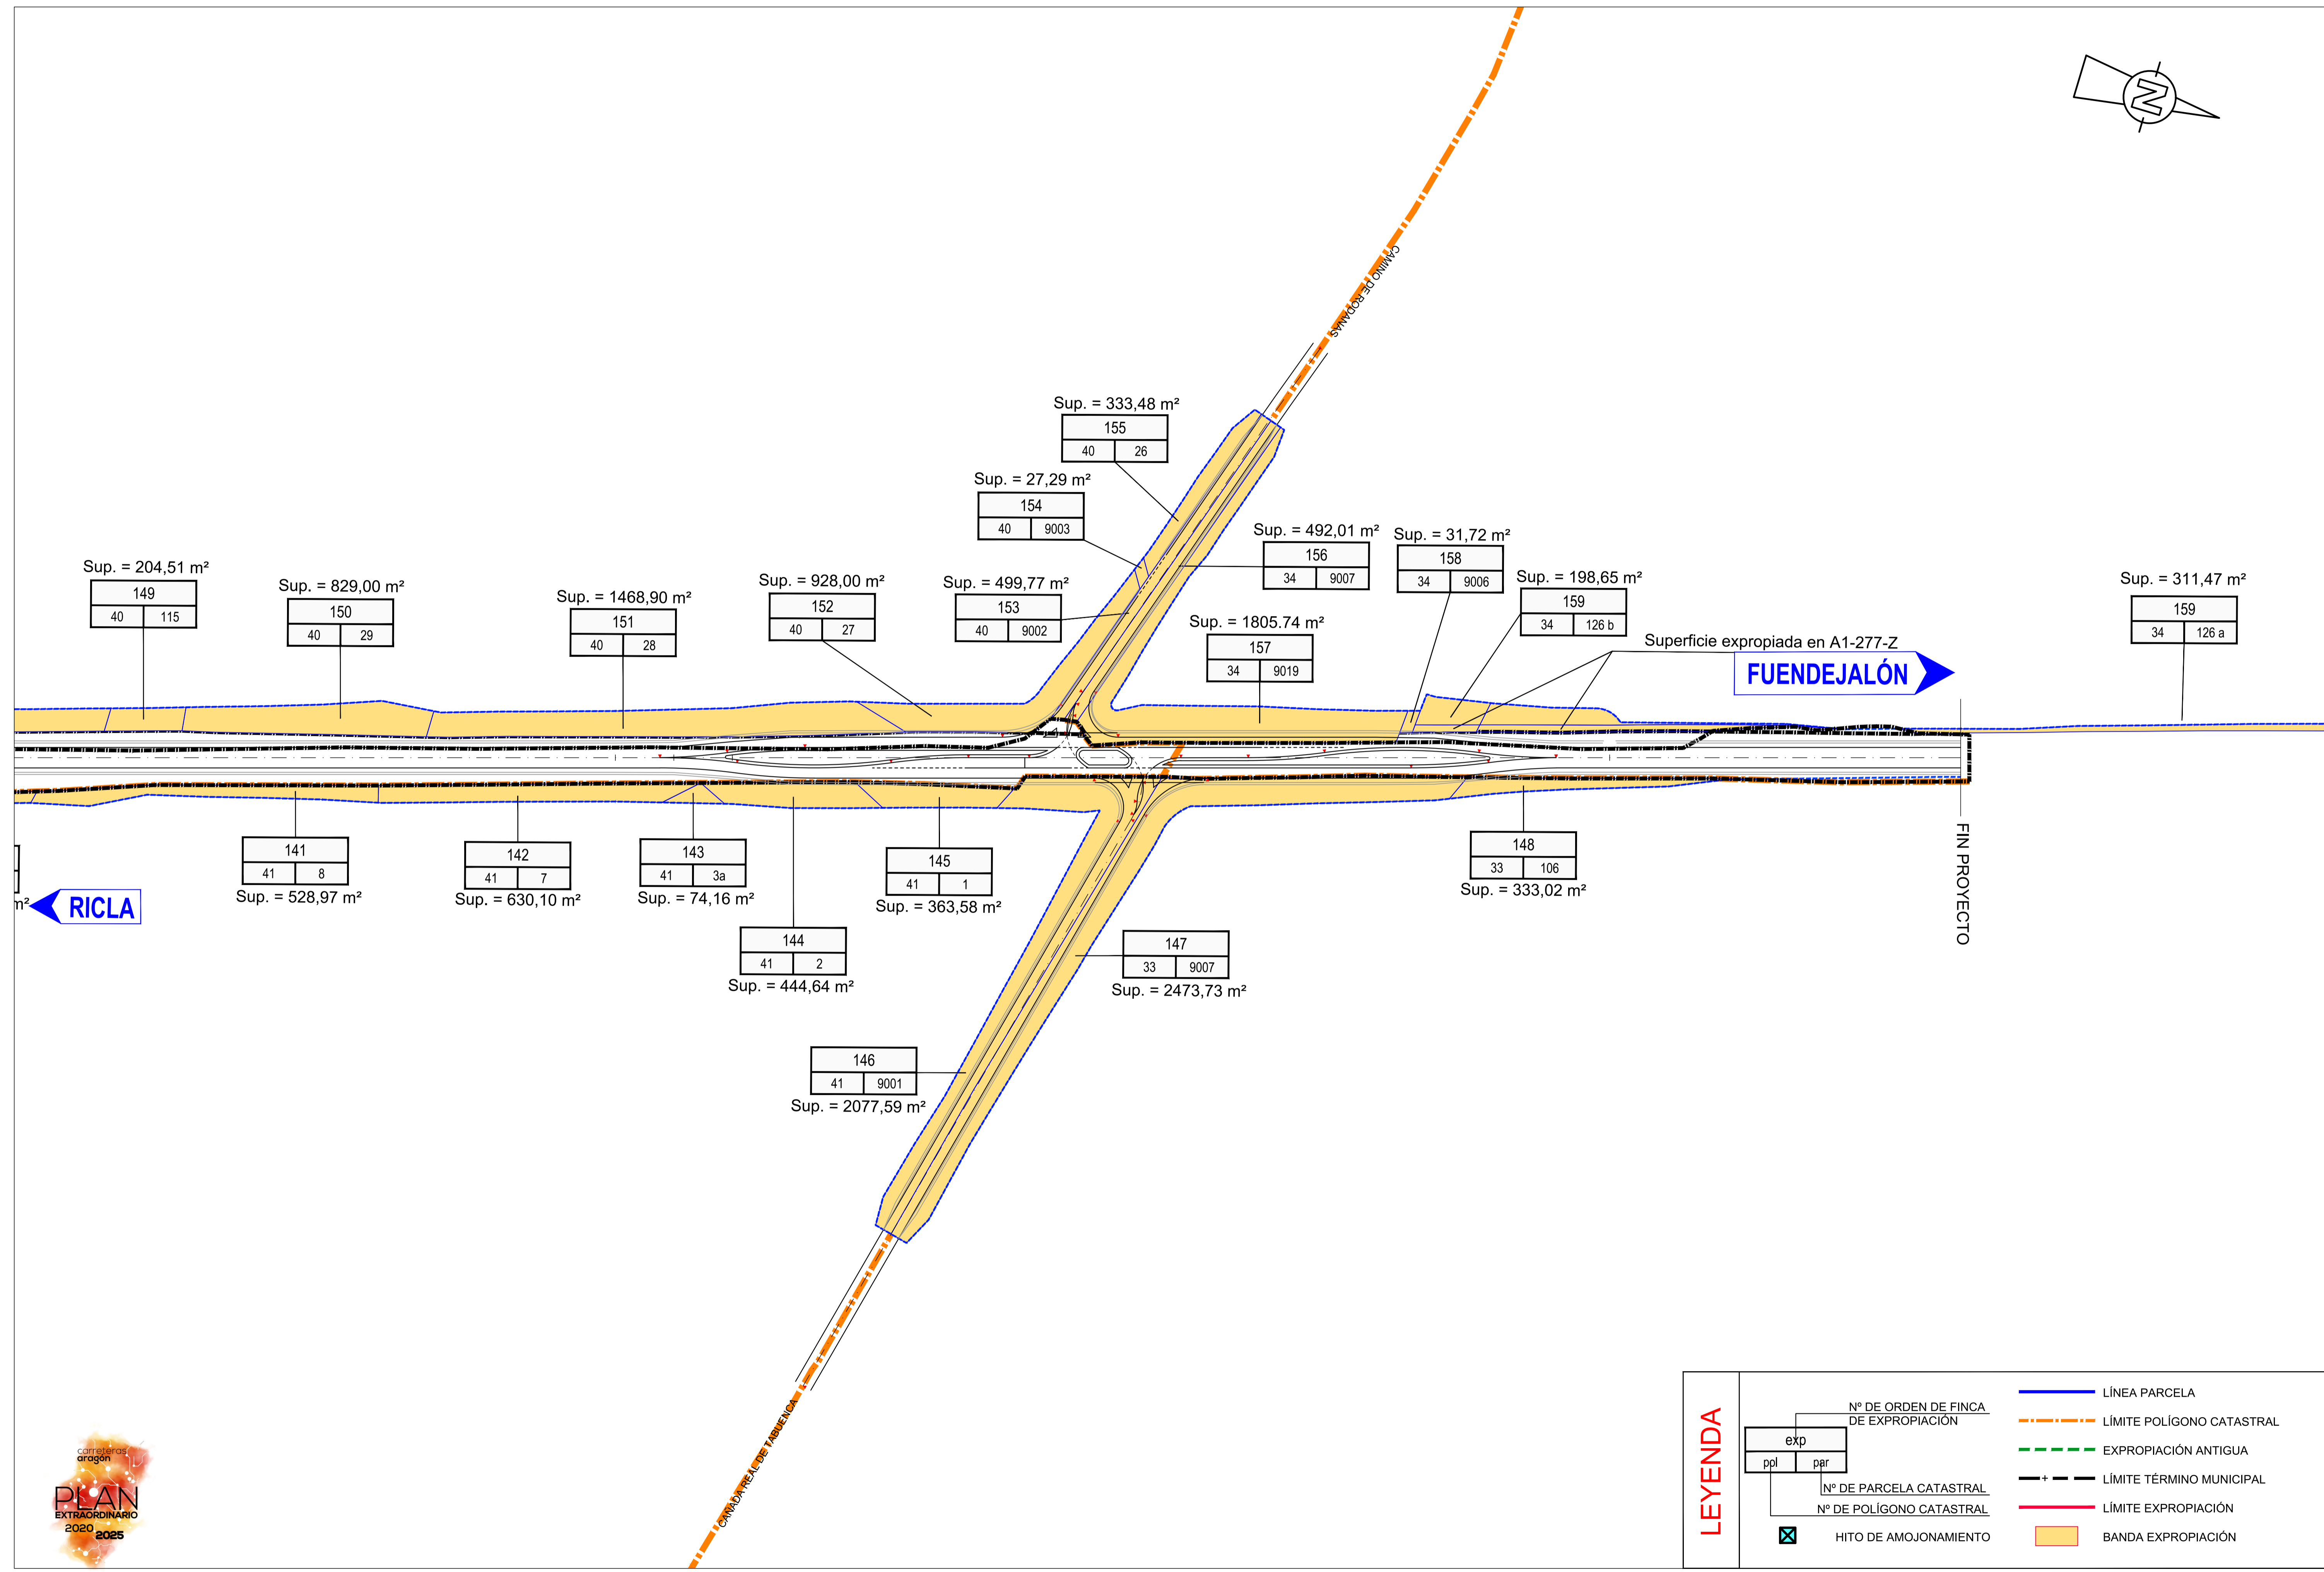 N
CAMINO DE RODANAS
Sup. = 333,48 m²
155
40 26
Sup. = 27,29 m²
154
40 9003
Sup. = 492,01 m²
156
34 9007
Sup. = 31,72 m²
158
34 9006
Sup. = 204,51 m²
149
40 115
Sup. = 829,00 m²
150
40 29
Sup. = 1468,90 m²
151
40 28
Sup. = 928,00 m²
152
40 27
Sup. = 499,77 m²
153
40 9002
Sup. = 198,65 m²
159
34 126 b
Sup. = 311,47 m²
159
34 126 a
Sup. = 1805.74 m²
157
34 9019
Superficie expropiada en A1-277-Z
FUENDEJALÓN
141
41 8
Sup. = 528,97 m²
142
41 7
Sup. = 630,10 m²
143
41 3a
Sup. = 74,16 m²
145
41 1
Sup. = 363,58 m²
148
33 106
Sup. = 333,02 m²
FIN PROYECTO
m²
RICLA
144
41 2
Sup. = 444,64 m²
147
33 9007
Sup. = 2473,73 m²
146
41 9001
Sup. = 2077,59 m²
CAÑADA REAL DE TABUENCA
carreteras
aragón
PLAN
EXTRAORDINARIO
2020 2025
LEYENDA
Nº DE ORDEN DE FINCA
DE EXPROPIACIÓN
exp
pol par
Nº DE PARCELA CATASTRAL
Nº DE POLÍGONO CATASTRAL
HITO DE AMOJONAMIENTO
LÍNEA PARCELA
LÍMITE POLÍGONO CATASTRAL
EXPROPIACIÓN ANTIGUA
LÍMITE TÉRMINO MUNICIPAL
LÍMITE EXPROPIACIÓN
BANDA EXPROPIACIÓN